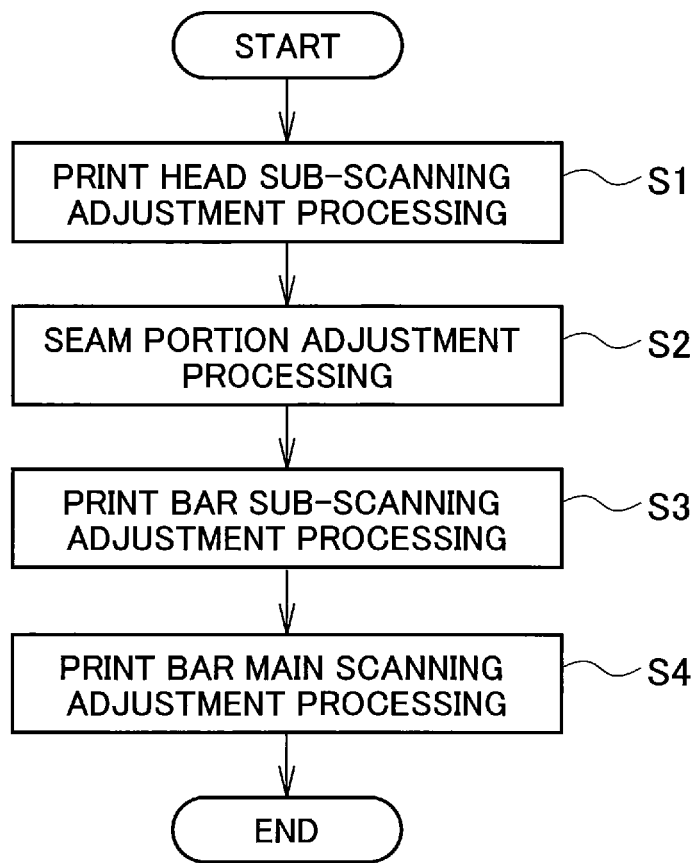 START
PRINT HEAD SUB-SCANNING
ADJUSTMENT PROCESSING
S1
SEAM PORTION ADJUSTMENT
PROCESSING
S2
PRINT BAR SUB-SCANNING
ADJUSTMENT PROCESSING
S3
PRINT BAR MAIN SCANNING
ADJUSTMENT PROCESSING
S4
END